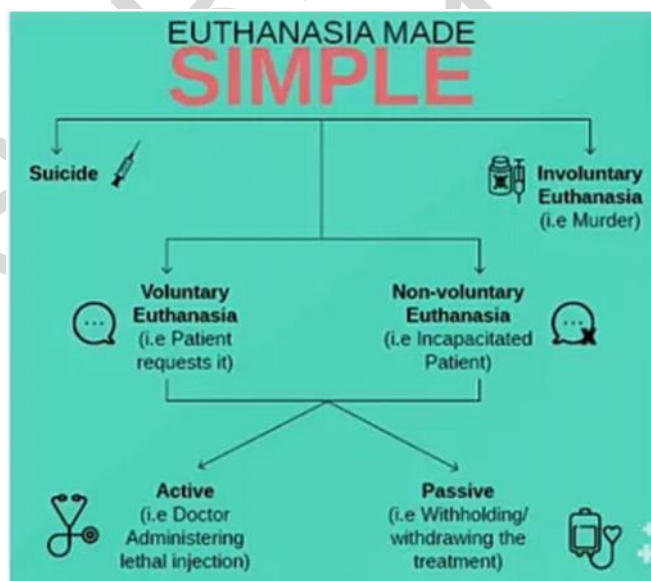 EUTHANASIA MADE
SIMPLE
Suicide
Involuntary
Euthanasia
(i.e Murder)
Voluntary
Euthanasia
(i.e Patient
requests it)
Non-voluntary
Euthanasia
(i.e Incapacitated
Patient)
Active
(i.e Doctor
Administering
lethal injection)
Passive
(i.e Withholding/
withdrawing the
treatment)